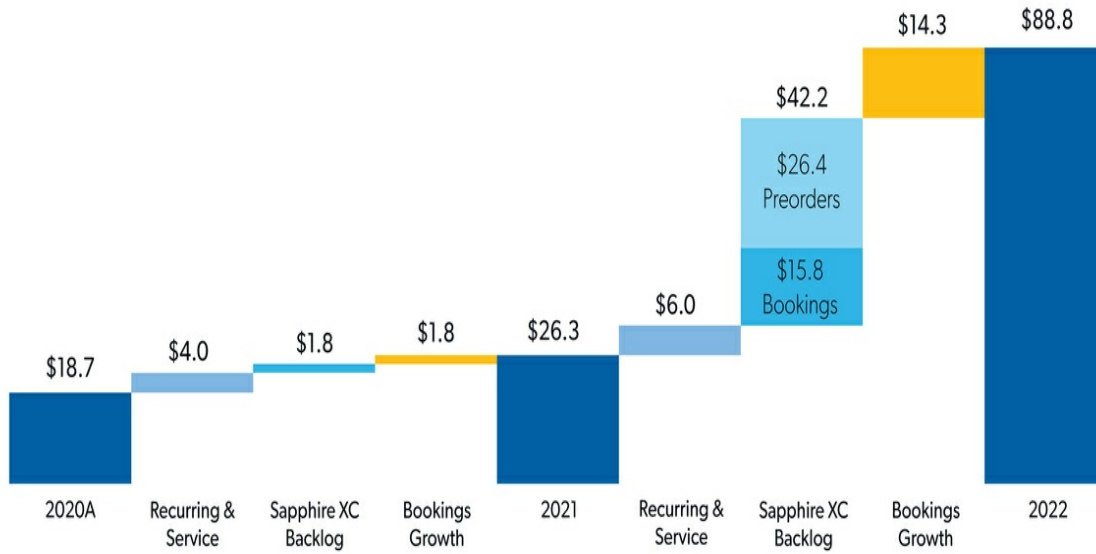 $18.7
$4.0
$1.8
$1.8
$26.3
$6.0
$42.2
$26.4
Preorders
$15.8
Bookings
$14.3
$88.8
2020A
Recurring &
Service
Sapphire XC
Backlog
Bookings
Growth
2021
Recurring &
Service
Sapphire XC
Backlog
Bookings
Growth
2022